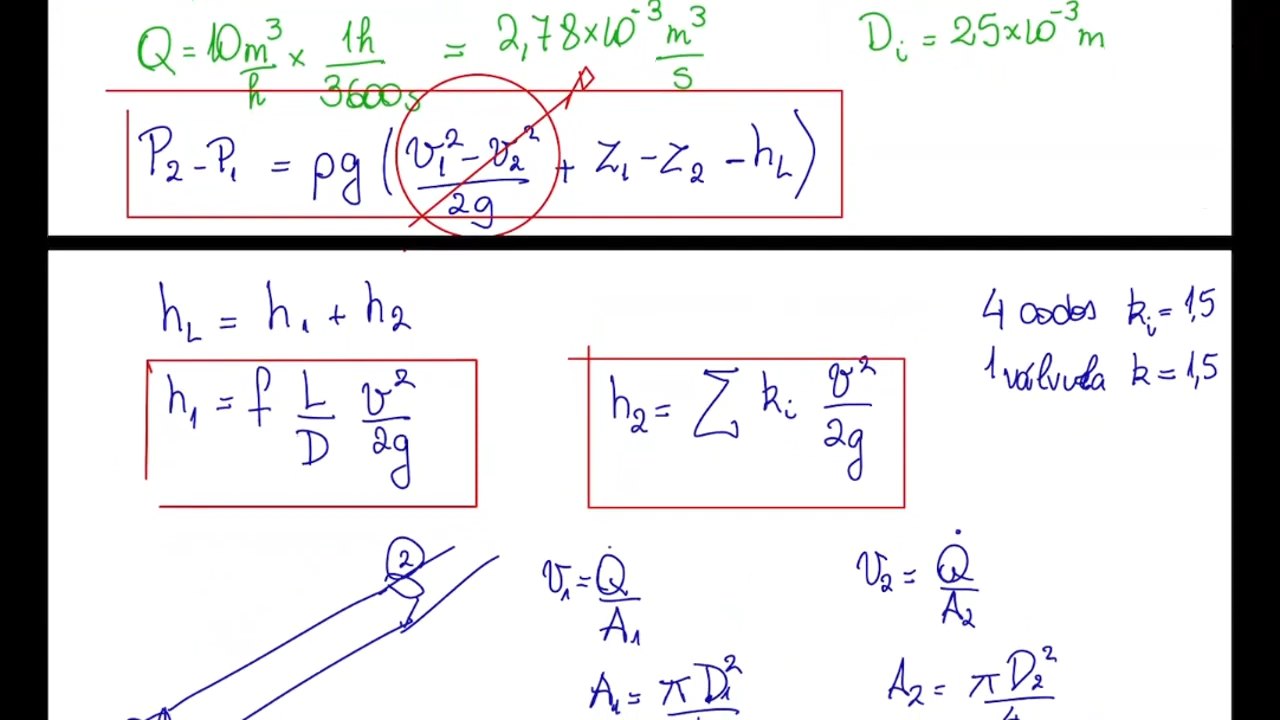 Q = 10 m³/h × 1h/3600s = 2,78×10⁻³ m³/s
Dᵢ = 25×10⁻³ m
P₂ - P₁ = ρg ( (v₁² - v₂²)/2g + Z₁ - Z₂ - h_L )
h_L = h₁ + h₂
4 codos kᵢ = 1,5
1 válvula k = 1,5
h₁ = f L/D v²/2g
h₂ = Σ kᵢ v²/2g
2
v₁ = Q̇/A₁
v₂ = Q̇/A₂
A₁ = πD₁²/4
A₂ = πD₂²/4